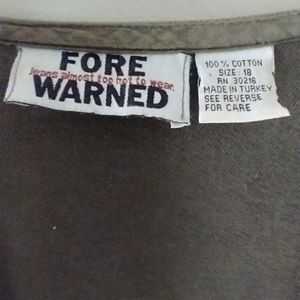 FORE
jeans almost too hot to wear.
WARNED
100% COTTON
SIZE: 18
RN 30216
MADE IN TURKEY
SEE REVERSE
FOR CARE